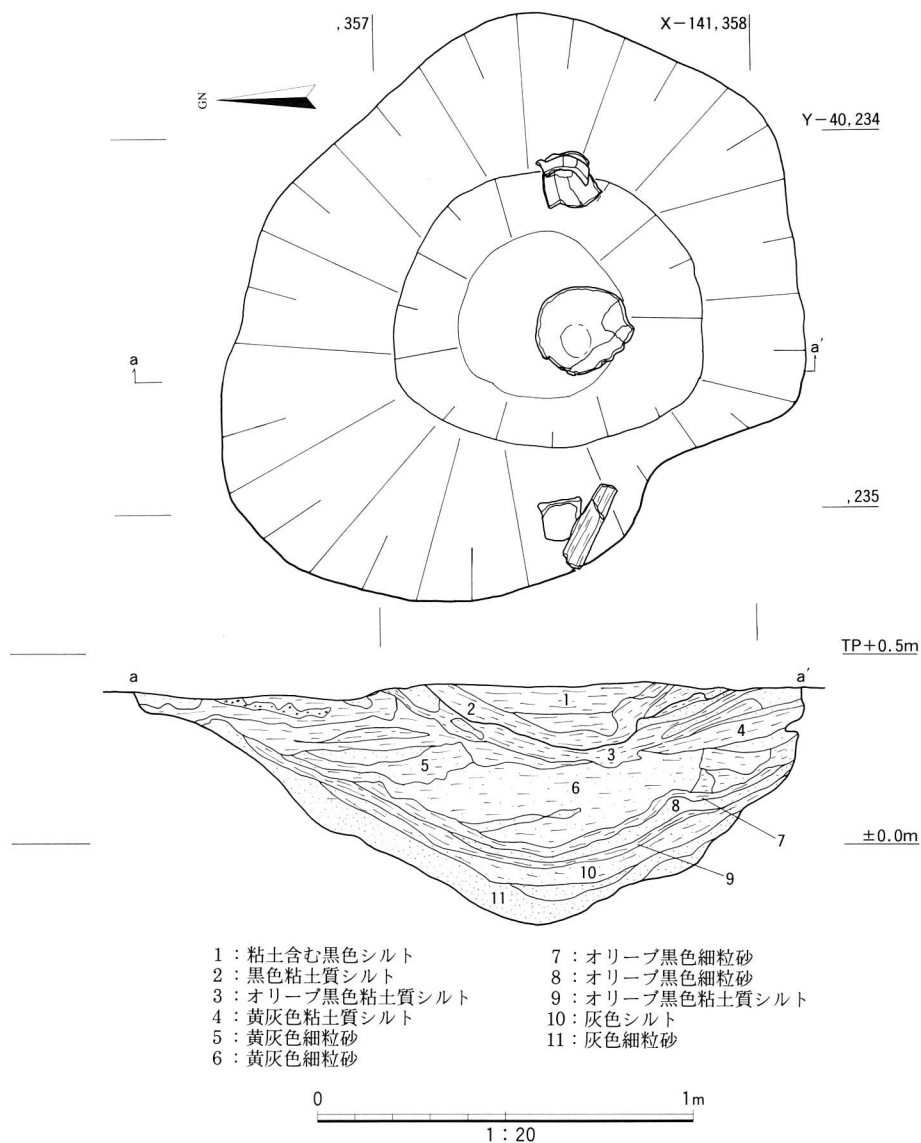 ,357
X−141,358
GN
Y−40,234
a
a′
,235
TP+0.5m
a
a′
1
2
3
4
5
6
8
7
±0.0m
9
10
11
1：粘土含む黒色シルト
2：黒色粘土質シルト
3：オリーブ黒色粘土質シルト
4：黄灰色粘土質シルト
5：黄灰色細粒砂
6：黄灰色細粒砂
7：オリーブ黒色細粒砂
8：オリーブ黒色細粒砂
9：オリーブ黒色粘土質シルト
10：灰色シルト
11：灰色細粒砂
0
1m
1：20